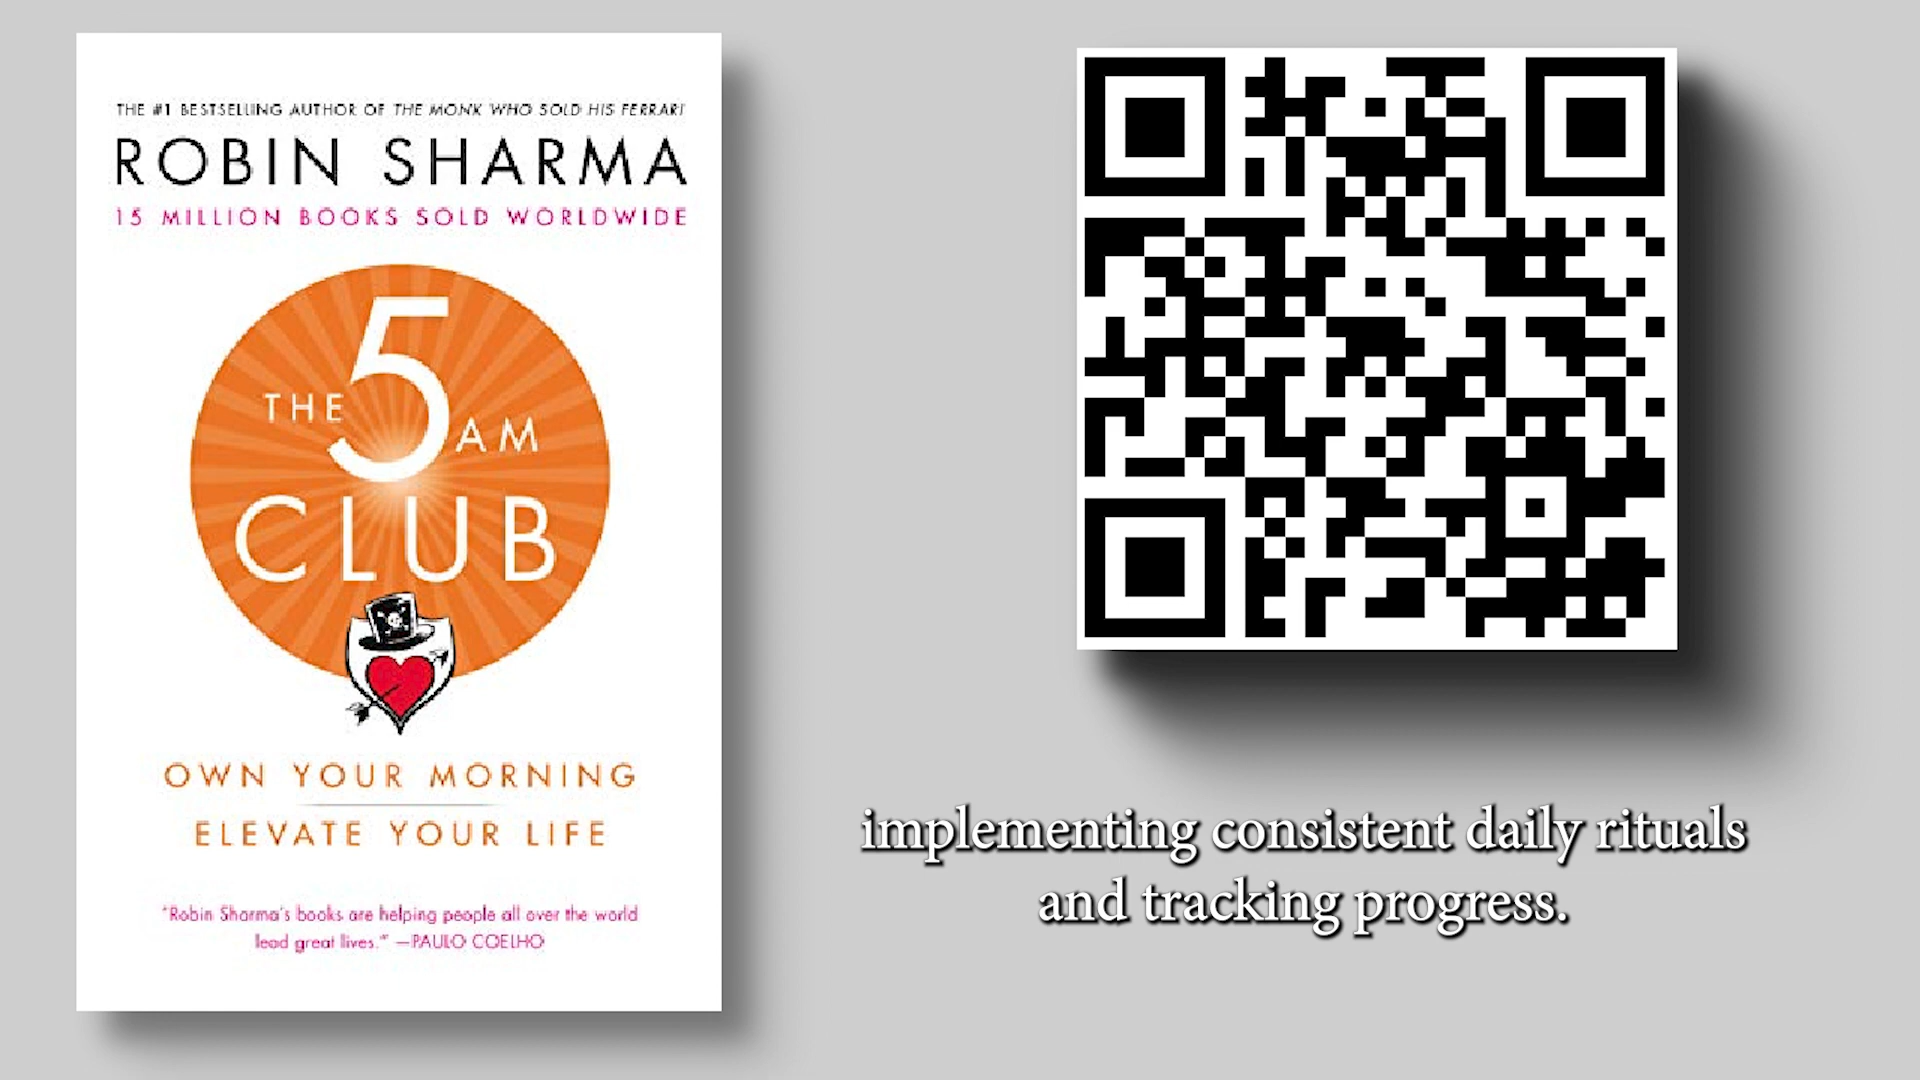 THE #1 BESTSELLING AUTHOR OF THE MONK WHO SOLD HIS FERRARI
ROBIN SHARMA
15 MILLION BOOKS SOLD WORLDWIDE
THE 5 AM
CLUB
OWN YOUR MORNING
ELEVATE YOUR LIFE
"Robin Sharma's books are helping people all over the world
lead great lives." —PAULO COELHO
implementing consistent daily rituals
and tracking progress.